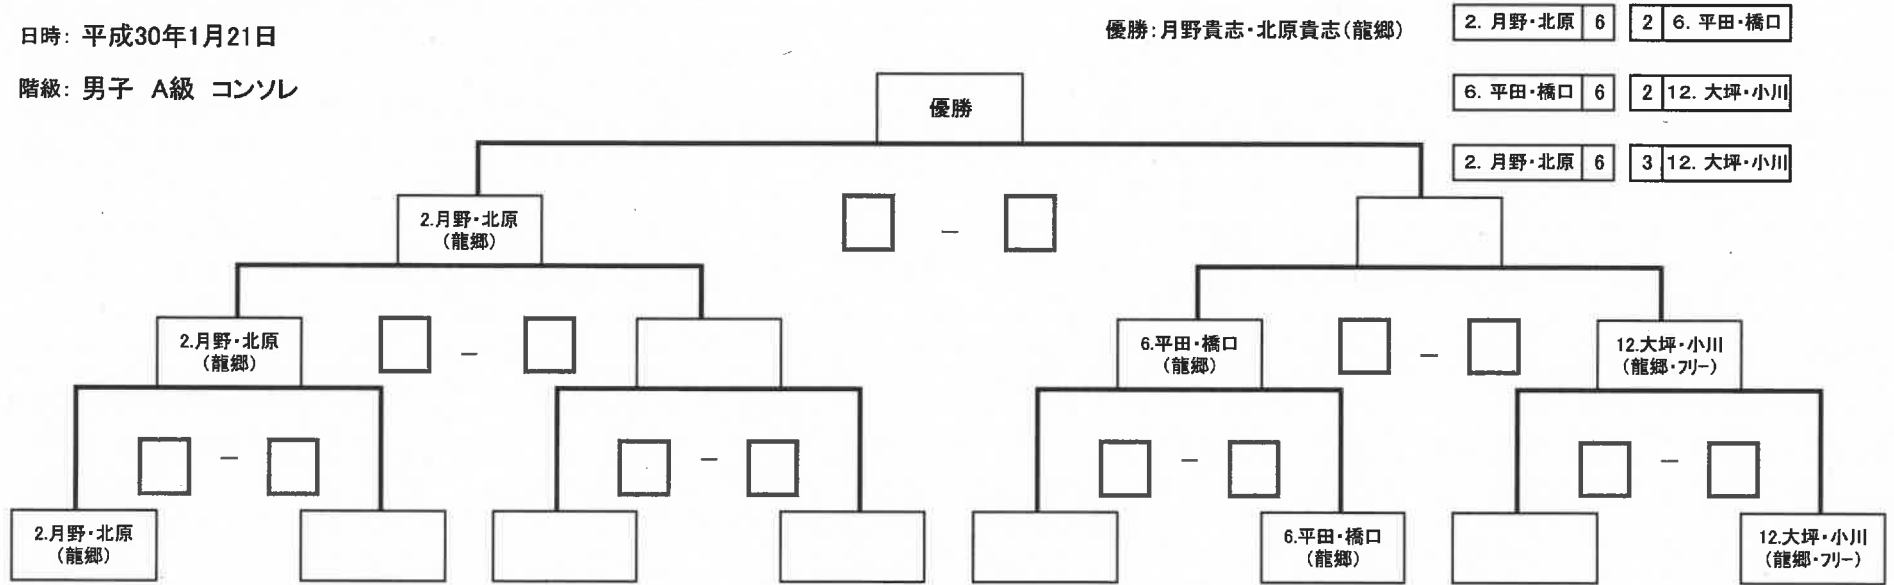 日時: 平成30年1月21日
優勝:月野貴志・北原貴志(龍郷)
2. 月野・北原 6 2 6. 平田・橋口
階級: 男子 A級 コンソレ
6. 平田・橋口 6 2 12. 大坪・小川
優勝
2. 月野・北原 6 3 12. 大坪・小川
2.月野・北原
(龍郷)
-
2.月野・北原
(龍郷)
-
6.平田・橋口
(龍郷)
-
12.大坪・小川
(龍郷・フリー)
-
-
-
-
2.月野・北原
(龍郷)
6.平田・橋口
(龍郷)
12.大坪・小川
(龍郷・フリー)